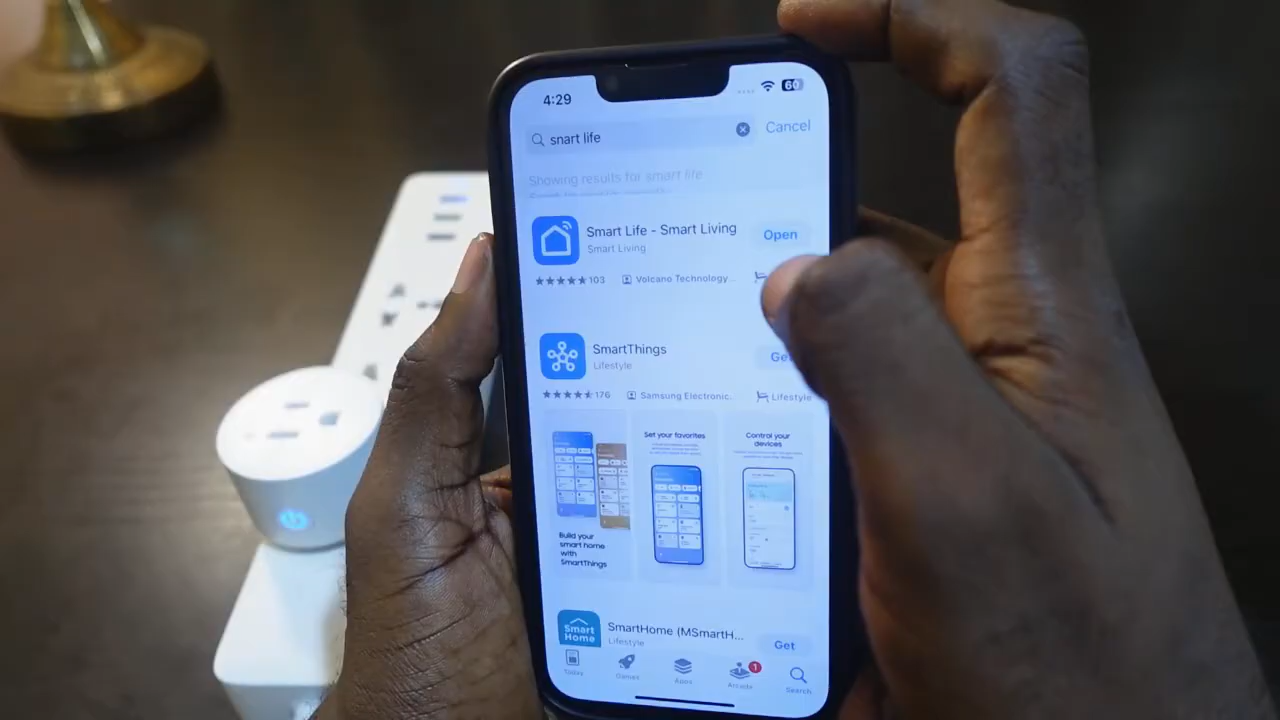 4:29
60
snart life
Cancel
Showing results for smart life
Smart Life - Smart Living
Smart Living
Open
103
Volcano Technology...
SmartThings
Lifestyle
176
Samsung Electronic...
Lifestyle
Set your favorites
Control your
devices
Build your
smart home
with
SmartThings
Smart
Home
SmartHome (MSmartH...
Lifestyle
Get
Today
Games
Apps
Arcade
1
Search